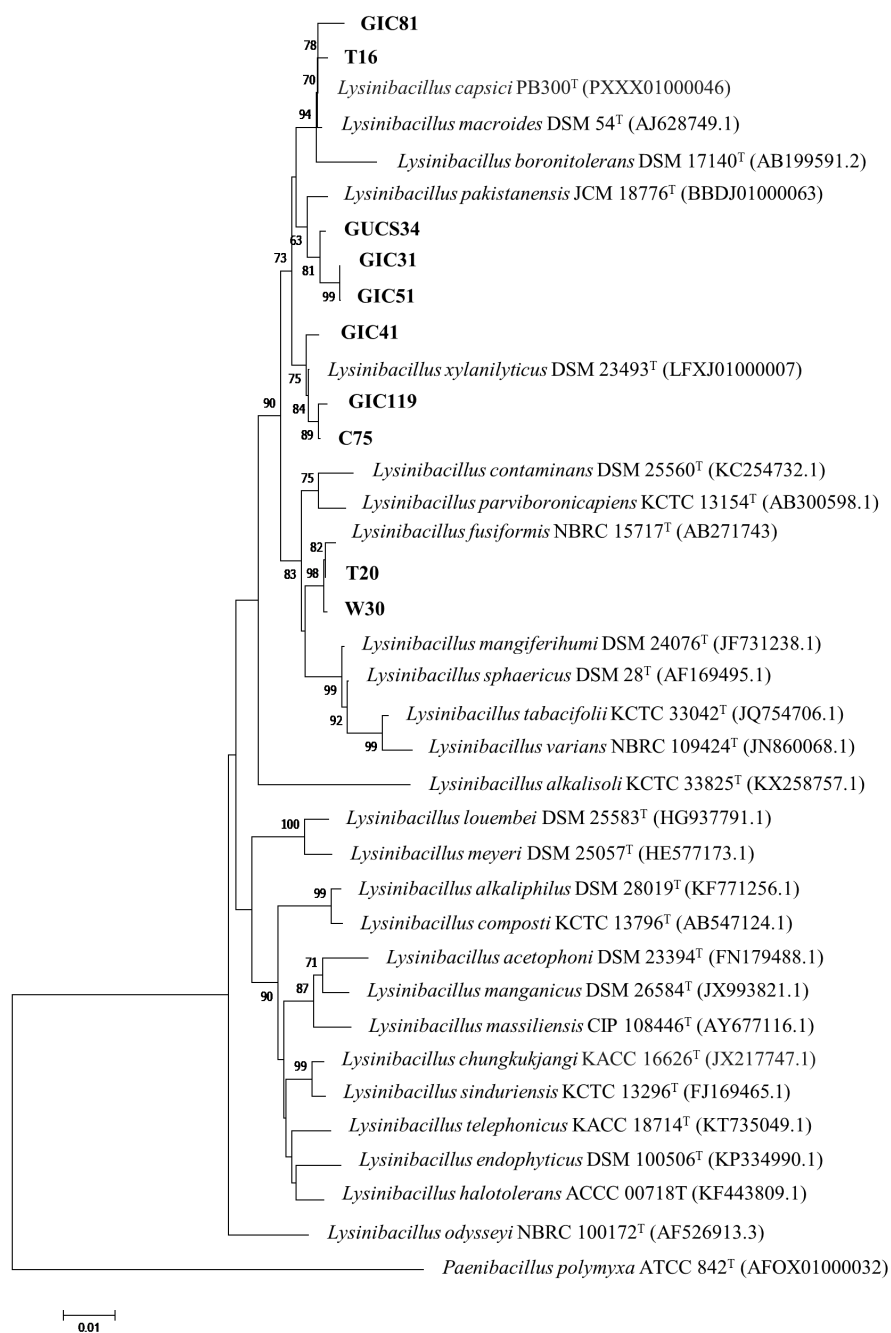 GIC81
78
T16
70
Lysinibacillus capsici PB300T (PXXX01000046)
94
Lysinibacillus macroides DSM 54T (AJ628749.1)
Lysinibacillus boronitolerans DSM 17140T (AB199591.2)
Lysinibacillus pakistanensis JCM 18776T (BBDJ01000063)
GUCS34
63
73
GIC31
81
99
GIC51
GIC41
Lysinibacillus xylanilyticus DSM 23493T (LFXJ01000007)
75
90
GIC119
84
89
C75
Lysinibacillus contaminans DSM 25560T (KC254732.1)
75
Lysinibacillus parviboronicapiens KCTC 13154T (AB300598.1)
Lysinibacillus fusiformis NBRC 15717T (AB271743)
82
T20
83
98
W30
Lysinibacillus mangiferihumi DSM 24076T (JF731238.1)
Lysinibacillus sphaericus DSM 28T (AF169495.1)
99
Lysinibacillus tabacifolii KCTC 33042T (JQ754706.1)
92
99
Lysinibacillus varians NBRC 109424T (JN860068.1)
Lysinibacillus alkalisoli KCTC 33825T (KX258757.1)
Lysinibacillus louembei DSM 25583T (HG937791.1)
100
Lysinibacillus meyeri DSM 25057T (HE577173.1)
Lysinibacillus alkaliphilus DSM 28019T (KF771256.1)
99
Lysinibacillus composti KCTC 13796T (AB547124.1)
Lysinibacillus acetophoni DSM 23394T (FN179488.1)
71
87
Lysinibacillus manganicus DSM 26584T (JX993821.1)
90
Lysinibacillus massiliensis CIP 108446T (AY677116.1)
Lysinibacillus chungkukjangi KACC 16626T (JX217747.1)
99
Lysinibacillus sinduriensis KCTC 13296T (FJ169465.1)
Lysinibacillus telephonicus KACC 18714T (KT735049.1)
Lysinibacillus endophyticus DSM 100506T (KP334990.1)
Lysinibacillus halotolerans ACCC 00718T (KF443809.1)
Lysinibacillus odysseyi NBRC 100172T (AF526913.3)
Paenibacillus polymyxa ATCC 842T (AFOX01000032)
0.01